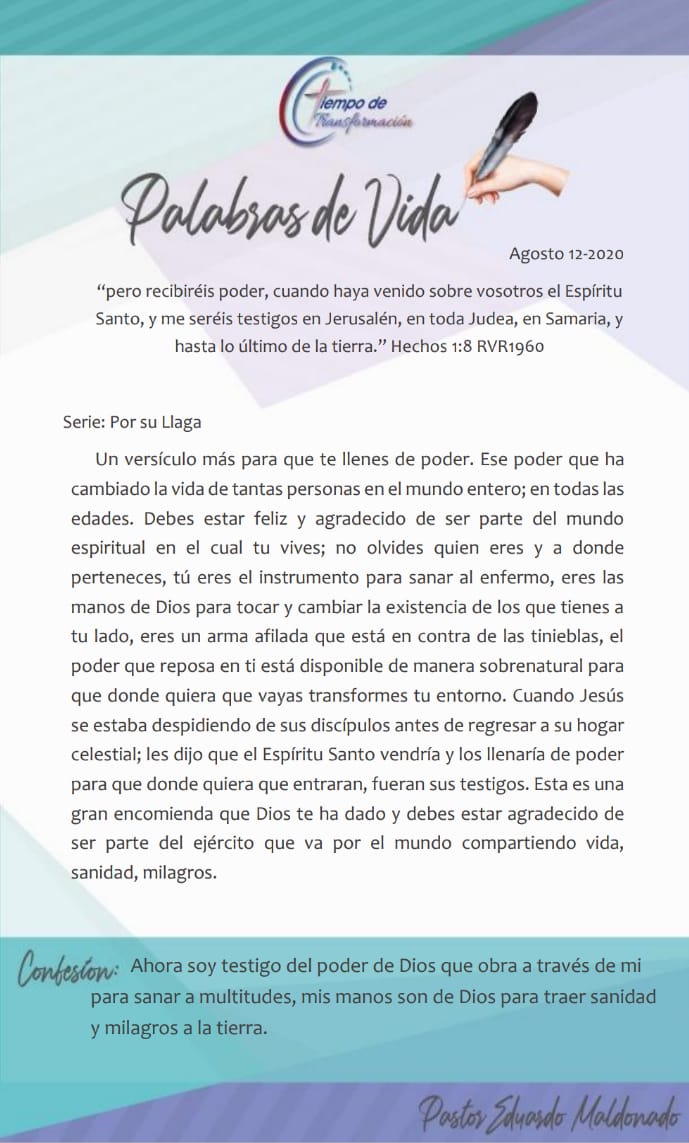 Tiempo de
Transformación
Palabras de Vida
Agosto 12-2020
“pero recibiréis poder, cuando haya venido sobre vosotros el Espíritu
Santo, y me seréis testigos en Jerusalén, en toda Judea, en Samaria, y
hasta lo último de la tierra.” Hechos 1:8 RVR1960
Serie: Por su Llaga
Un versículo más para que te llenes de poder. Ese poder que ha
cambiado la vida de tantas personas en el mundo entero; en todas las
edades. Debes estar feliz y agradecido de ser parte del mundo
espiritual en el cual tu vives; no olvides quien eres y a donde
perteneces, tú eres el instrumento para sanar al enfermo, eres las
manos de Dios para tocar y cambiar la existencia de los que tienes a
tu lado, eres un arma afilada que está en contra de las tinieblas, el
poder que reposa en ti está disponible de manera sobrenatural para
que donde quiera que vayas transformes tu entorno. Cuando Jesús
se estaba despidiendo de sus discípulos antes de regresar a su hogar
celestial; les dijo que el Espíritu Santo vendría y los llenaría de poder
para que donde quiera que entraran, fueran sus testigos. Esta es una
gran encomienda que Dios te ha dado y debes estar agradecido de
ser parte del ejército que va por el mundo compartiendo vida,
sanidad, milagros.
Confesíon: Ahora soy testigo del poder de Dios que obra a través de mi
para sanar a multitudes, mis manos son de Dios para traer sanidad
y milagros a la tierra.
Pastor Eduardo Maldonado